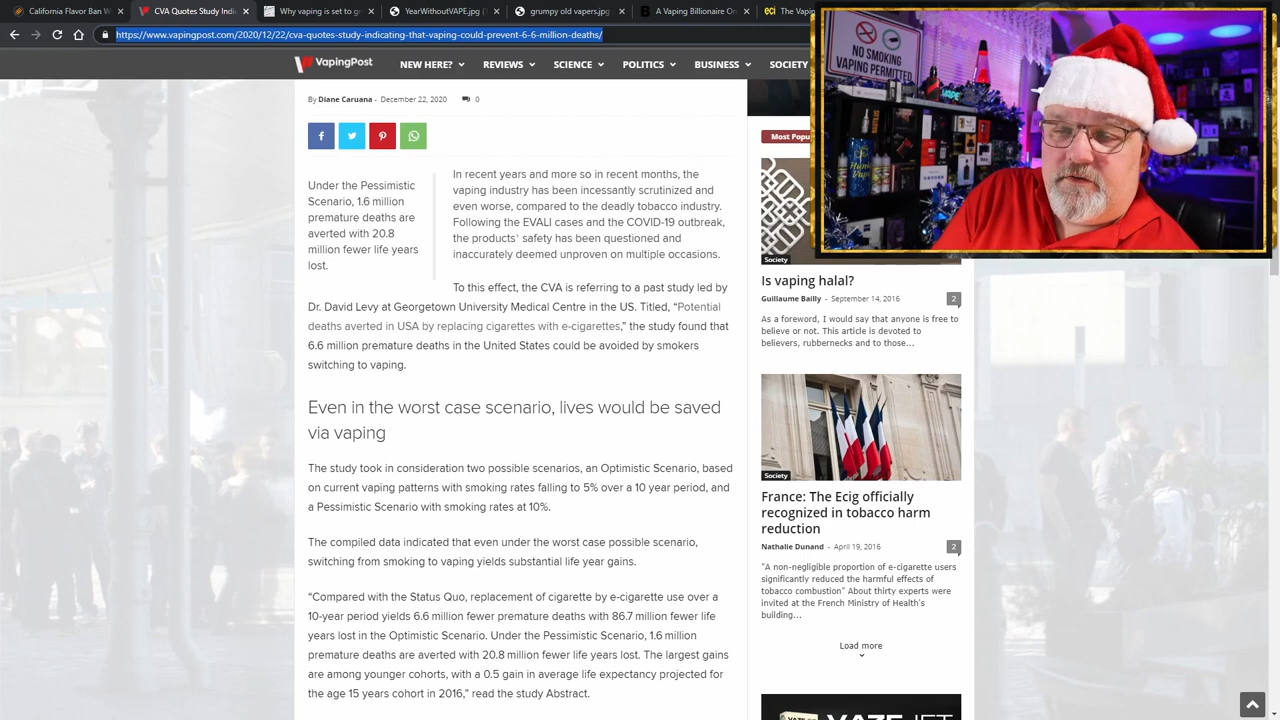 California Bill - Ph
CVA Quotes Study Indi
A Vaping Billionaire - Smo
The Vapi
https://www.vapingpost.com/2020/12/22/cva-quotes-study-indicating-that-vaping-could-prevent-6-6-million-deaths/
VapingPost
NEW HERE?
REVIEWS
SCIENCE
POLITICS
BUSINESS
SOCIETY
By Diane Caruana - December 22, 2020 0
Under the Pessimistic
Scenario, 1.6 million
premature deaths are
averted with 20.8
million fewer life years
lost.
In recent years and more so in recent months, the
vaping industry has been incessantly scrutinized and
even worse, compared to the deadly tobacco industry.
Following the EVALI cases and the COVID-19 outbreak,
the products' safety has been questioned and
inaccurately deemed unproven on multiple occasions.
To this effect, the CVA is referring to a past study led by
Dr. David Levy at Georgetown University Medical Centre in the US. Titled, “Potential
deaths averted in USA by replacing cigarettes with e-cigarettes,” the study found that
6.6 million premature deaths in the United States could be avoided by smokers
switching to vaping.
Even in the worst case scenario, lives would be saved
via vaping
The study took in consideration two possible scenarios, an Optimistic Scenario, based
on current vaping patterns with smoking rates falling to 5% over a 10 year period, and
a Pessimistic Scenario with smoking rates at 10%.
The compiled data indicated that even under the worst case possible scenario,
switching from smoking to vaping yields substantial life year gains.
“Compared with the Status Quo, replacement of cigarette by e-cigarette use over a
10-year period yields 6.6 million fewer premature deaths with 86.7 million fewer life
years lost in the Optimistic Scenario. Under the Pessimistic Scenario, 1.6 million
premature deaths are averted with 20.8 million fewer life years lost. The largest gains
are among younger cohorts, with a 0.5 gain in average life expectancy projected for
the age 15 years cohort in 2016,” read the study Abstract.
Most Popu
Society
Is vaping halal?
Guillaume Bailly - September 14, 2016 2
As a foreword, I would say that anyone is free to
believe or not. This article is devoted to
believers, rubbernecks and to those...
Society
France: The Ecig officially
recognized in tobacco harm
reduction
Nathalie Dunand - April 19, 2016 2
"A non-negligible proportion of e-cigarette users
significantly reduced the harmful effects of
tobacco combustion" About thirty experts were
invited at the French Ministry of Health's
building...
Load more
NO SMOKING
VAPING PERMITTED
VAPE